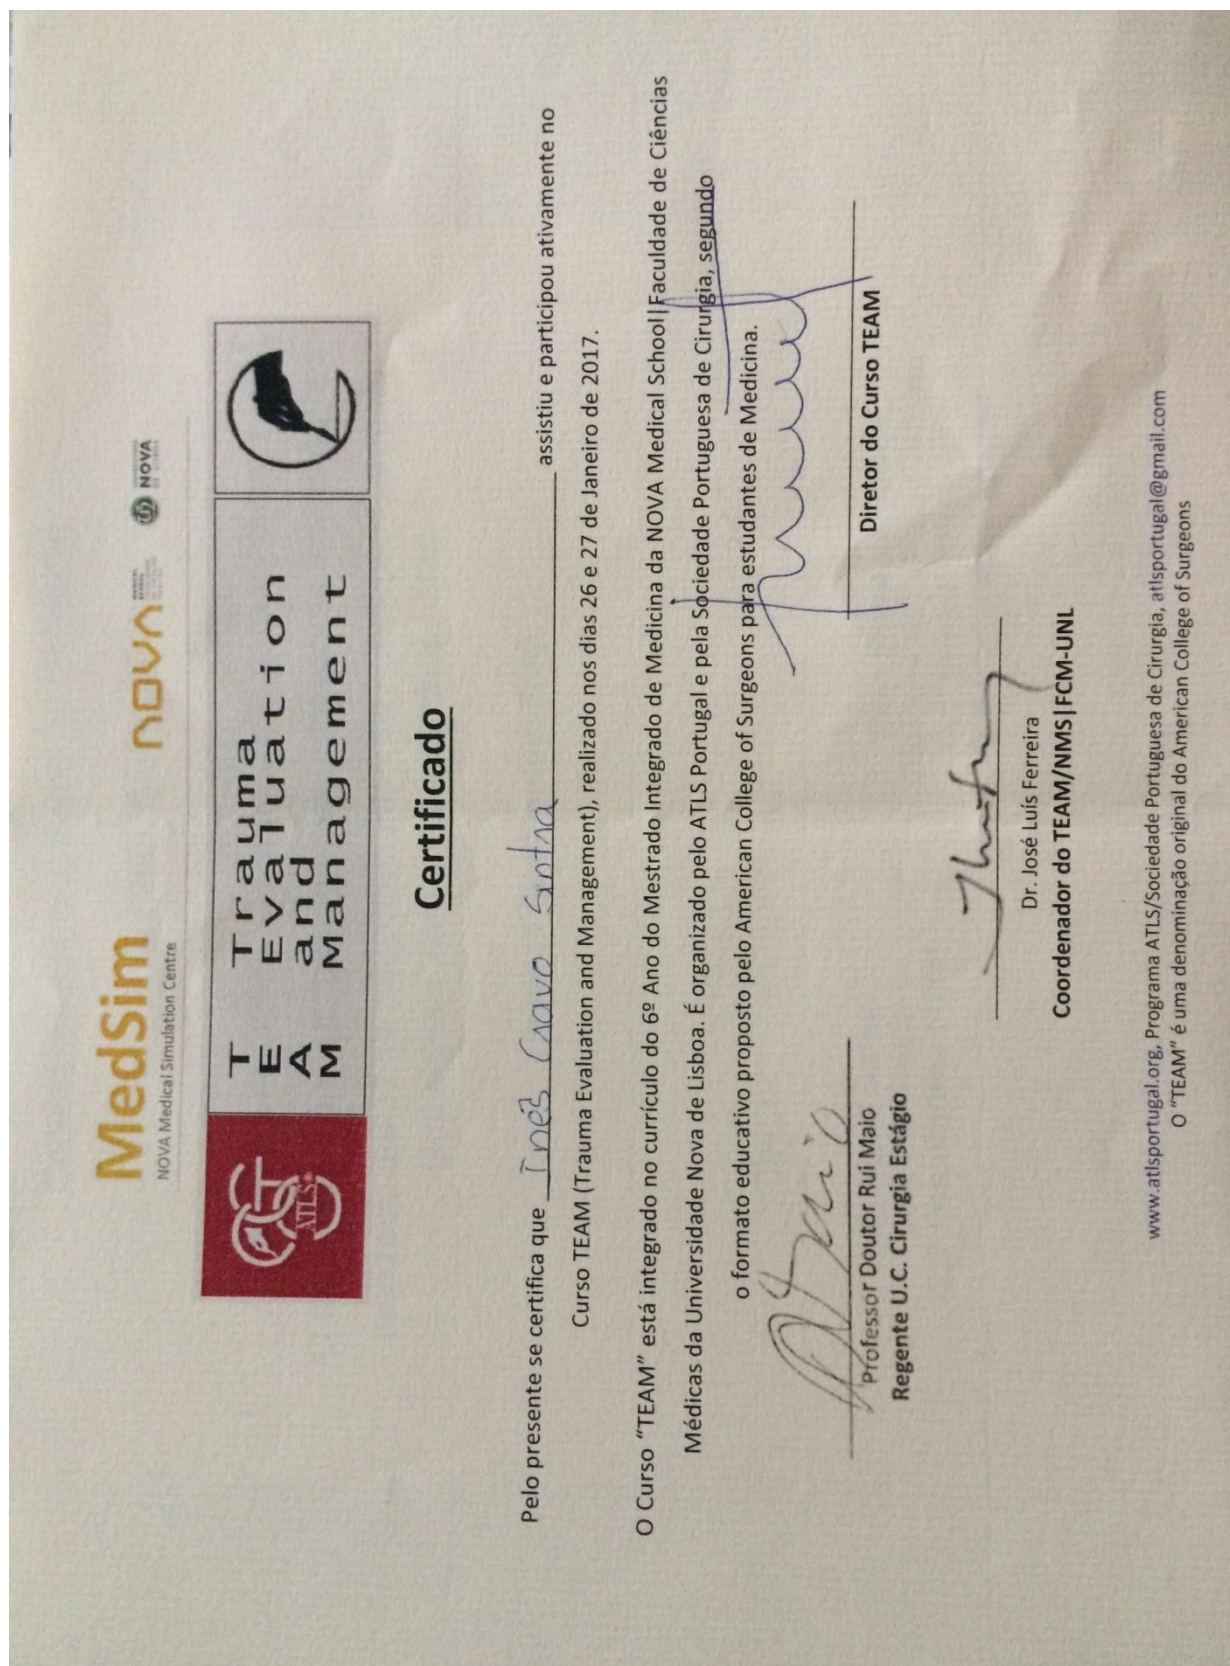 MedSim
NOVA Medical Simulation Centre
NOVA
NOVA
ATLS
T Trauma
E Evaluation
A and
M Management
Certificado
Pelo presente se certifica que Inês Cravo Sintra assistiu e participou ativamente no
Curso TEAM (Trauma Evaluation and Management), realizado nos dias 26 e 27 de Janeiro de 2017.
O Curso “TEAM” está integrado no currículo do 6º Ano do Mestrado Integrado de Medicina da NOVA Medical School|Faculdade de Ciências
Médicas da Universidade Nova de Lisboa. É organizado pelo ATLS Portugal e pela Sociedade Portuguesa de Cirurgia, segundo
o formato educativo proposto pelo American College of Surgeons para estudantes de Medicina.
Professor Doutor Rui Maio
Regente U.C. Cirurgia Estágio
Diretor do Curso TEAM
Dr. José Luís Ferreira
Coordenador do TEAM/NMS|FCM-UNL
www.atlsportugal.org, Programa ATLS/Sociedade Portuguesa de Cirurgia, atlsportugal@gmail.com
O “TEAM” é uma denominação original do American College of Surgeons